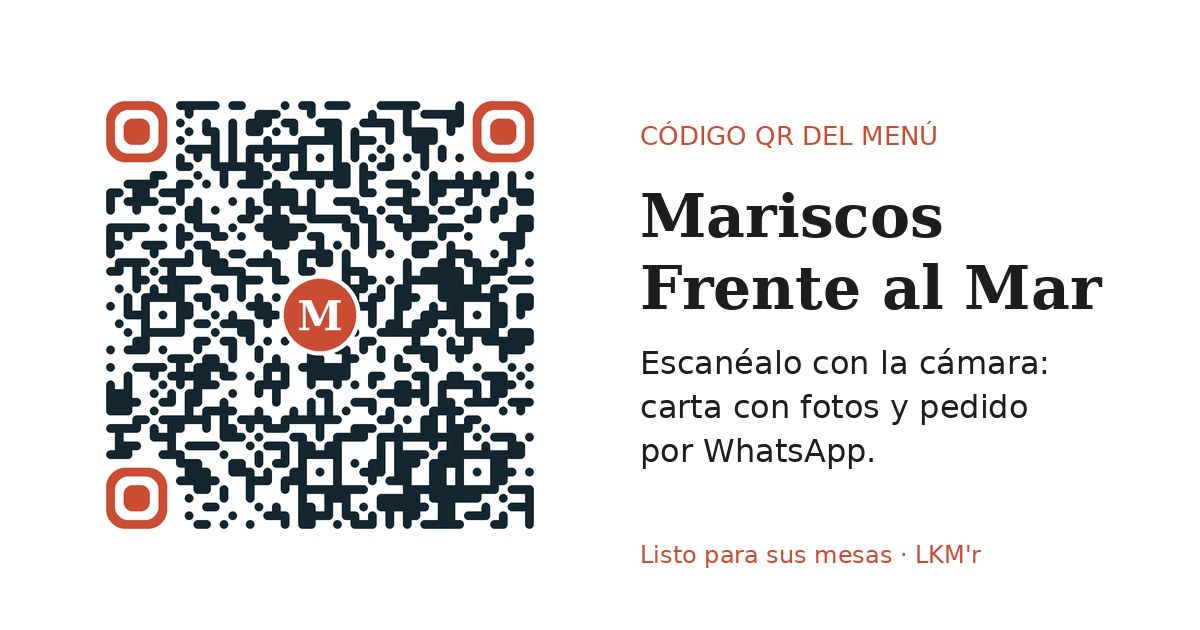 M
CÓDIGO QR DEL MENÚ
Mariscos
Frente al Mar
Escanéalo con la cámara:
carta con fotos y pedido
por WhatsApp.
Listo para sus mesas · LKM'r